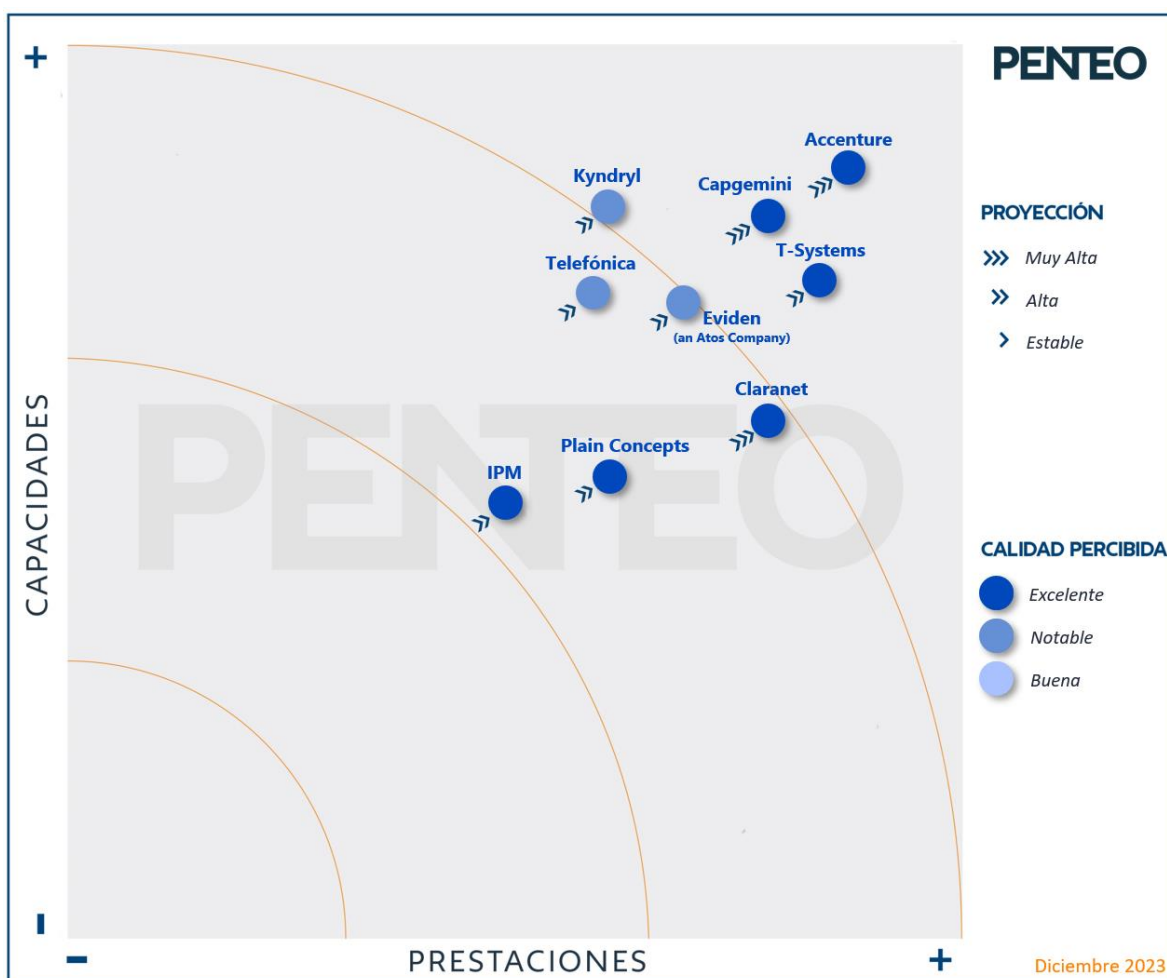 +
PENTEO
Accenture
Kyndryl
Capgemini
PROYECCIÓN
T-Systems
Muy Alta
Telefónica
Alta
Eviden
(an Atos Company)
Estable
Claranet
CAPACIDADES
PENTEO
Plain Concepts
IPM
CALIDAD PERCIBIDA
Excelente
Notable
Buena
-
- PRESTACIONES +
Diciembre 2023